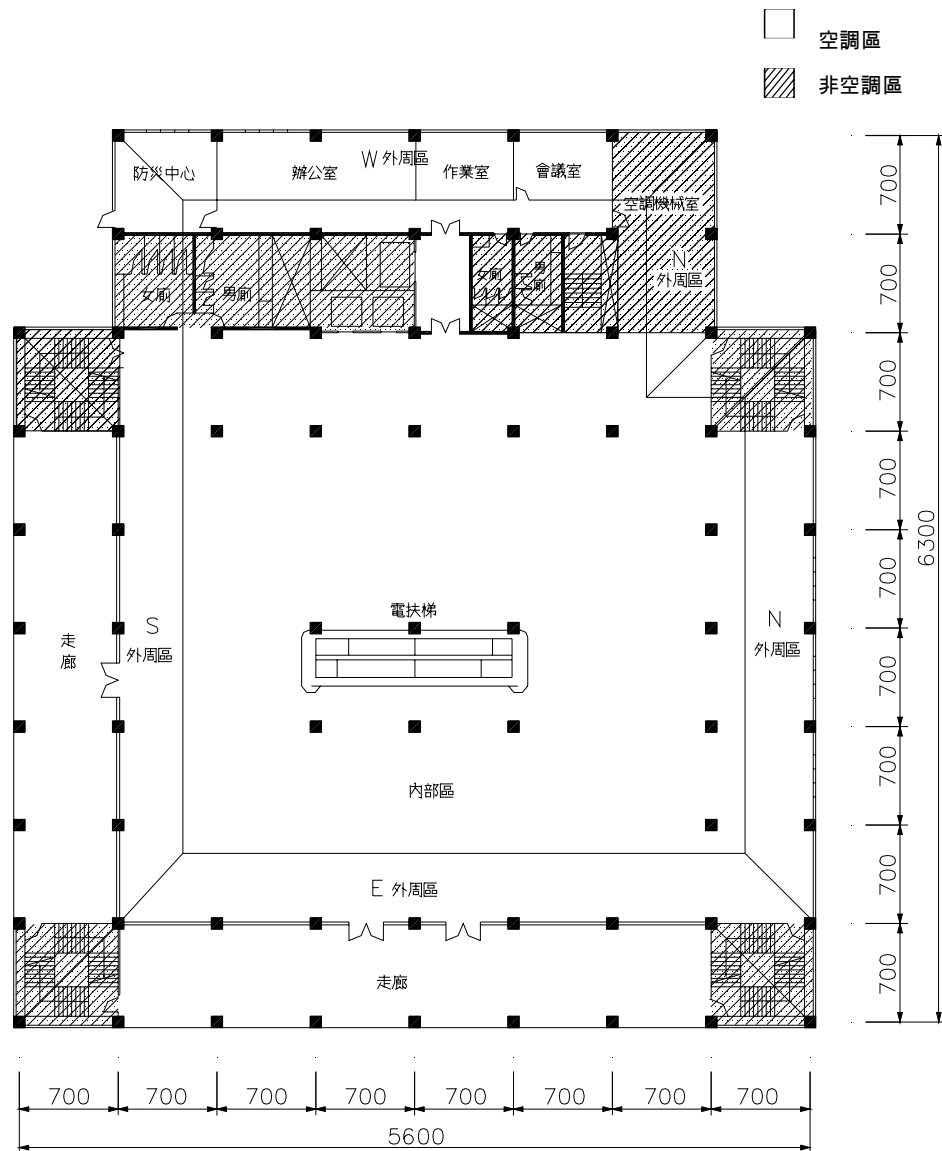 空調區
非空調區
W 外周區
防災中心
辦公室
作業室
會議室
空調機械室
N
外周區
女廁
男廁
女廁
男
廁
走
廊
S
外周區
電扶梯
N
外周區
內部區
E 外周區
走廊
700
700
700
700
700
700
700
700
700
6300
700
700
700
700
700
700
700
700
5600